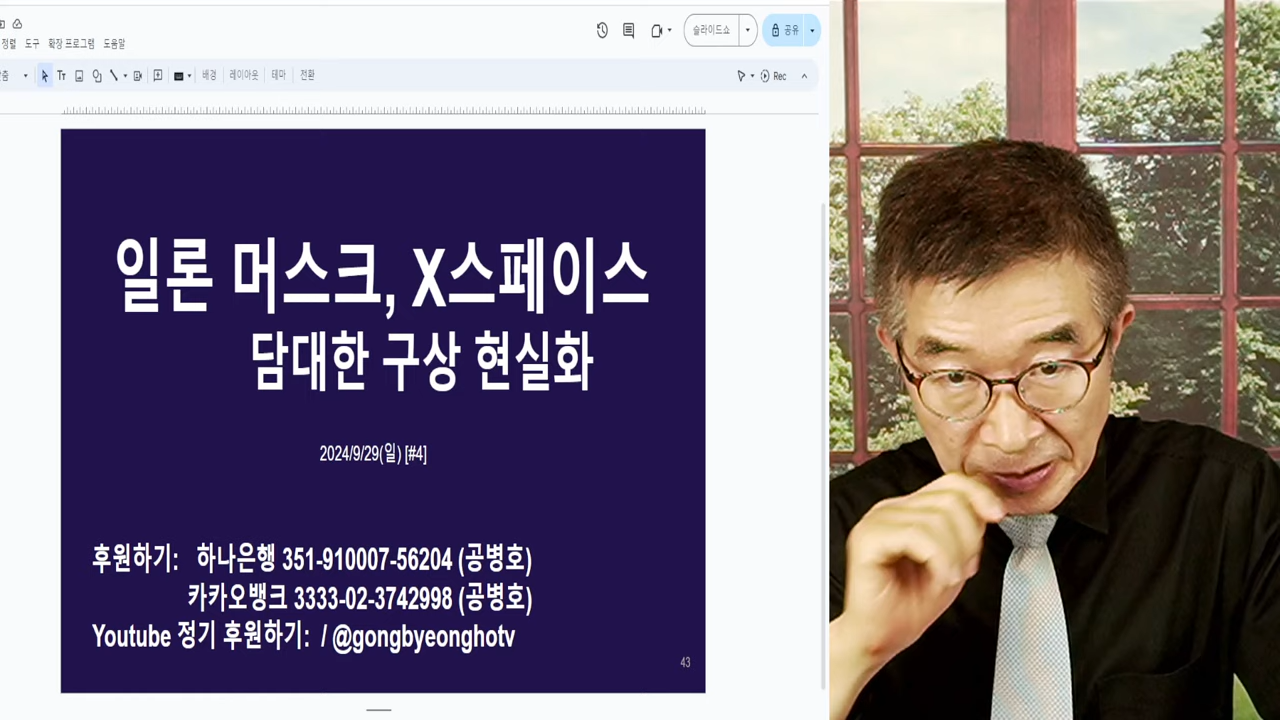 정렬 도구 확장 프로그램 도움말
슬라이드쇼
공유
배경 레이아웃 테마 전환
Rec
일론 머스크, X스페이스
담대한 구상 현실화
2024/9/29(일) [#4]
후원하기: 하나은행 351-910007-56204 (공병호)
카카오뱅크 3333-02-3742998 (공병호)
Youtube 정기 후원하기: / @gongbyeonghotv
43